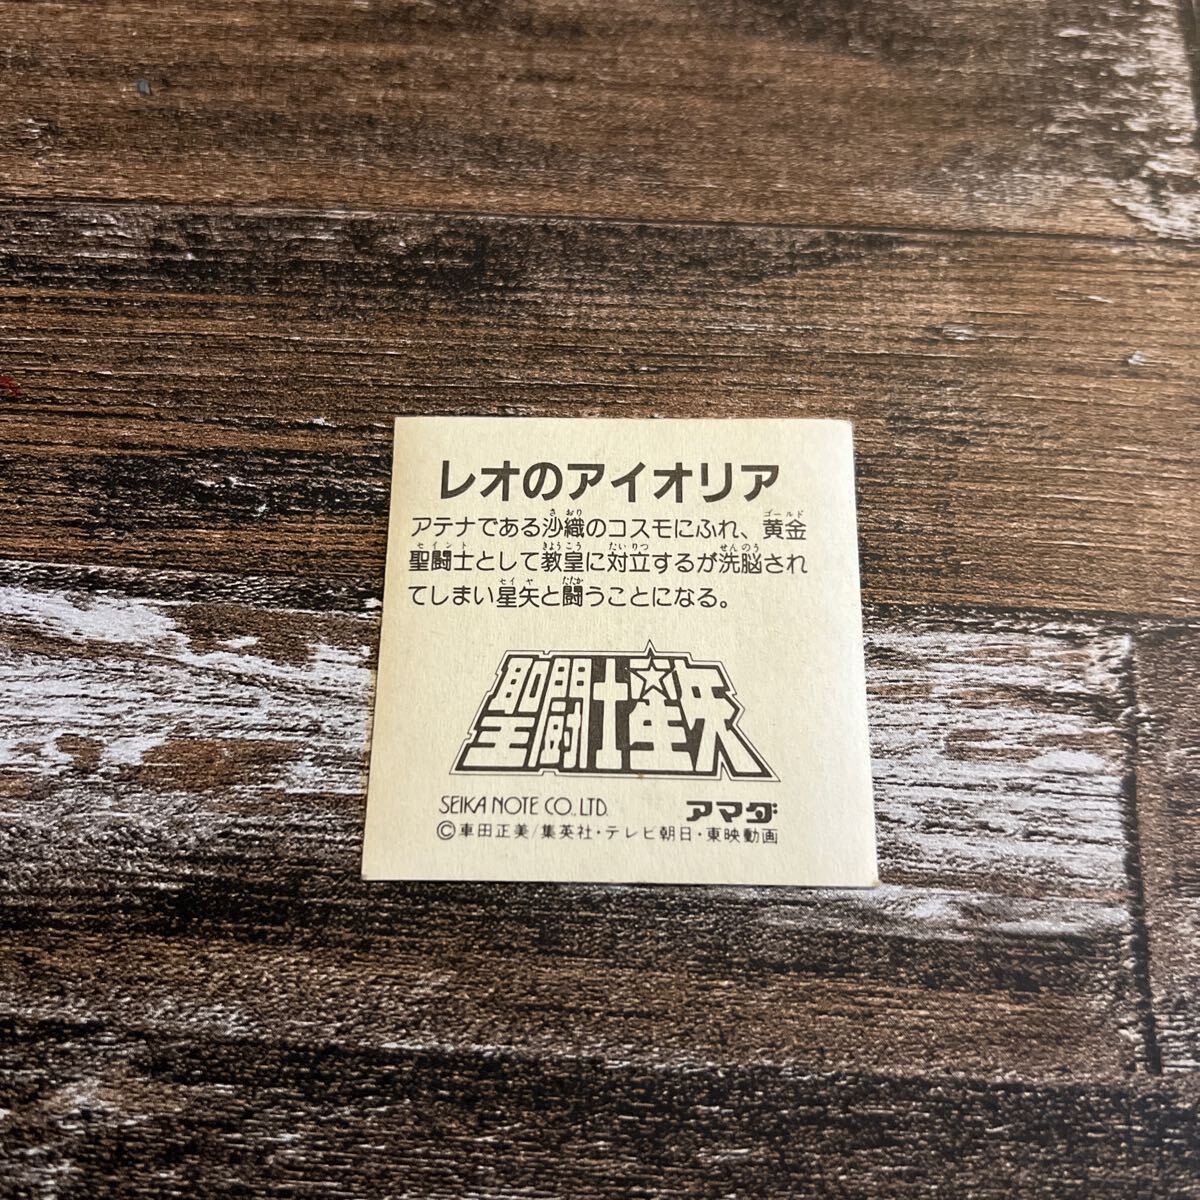 レオのアイオリア
アテナである沙織のコスモにふれ、黄金
聖闘士として教皇に対立するが洗脳され
てしまい星矢と闘うことになる。
聖闘士星矢
SEIKA NOTE CO.,LTD. アマダ
©車田正美/集英社・テレビ朝日・東映動画